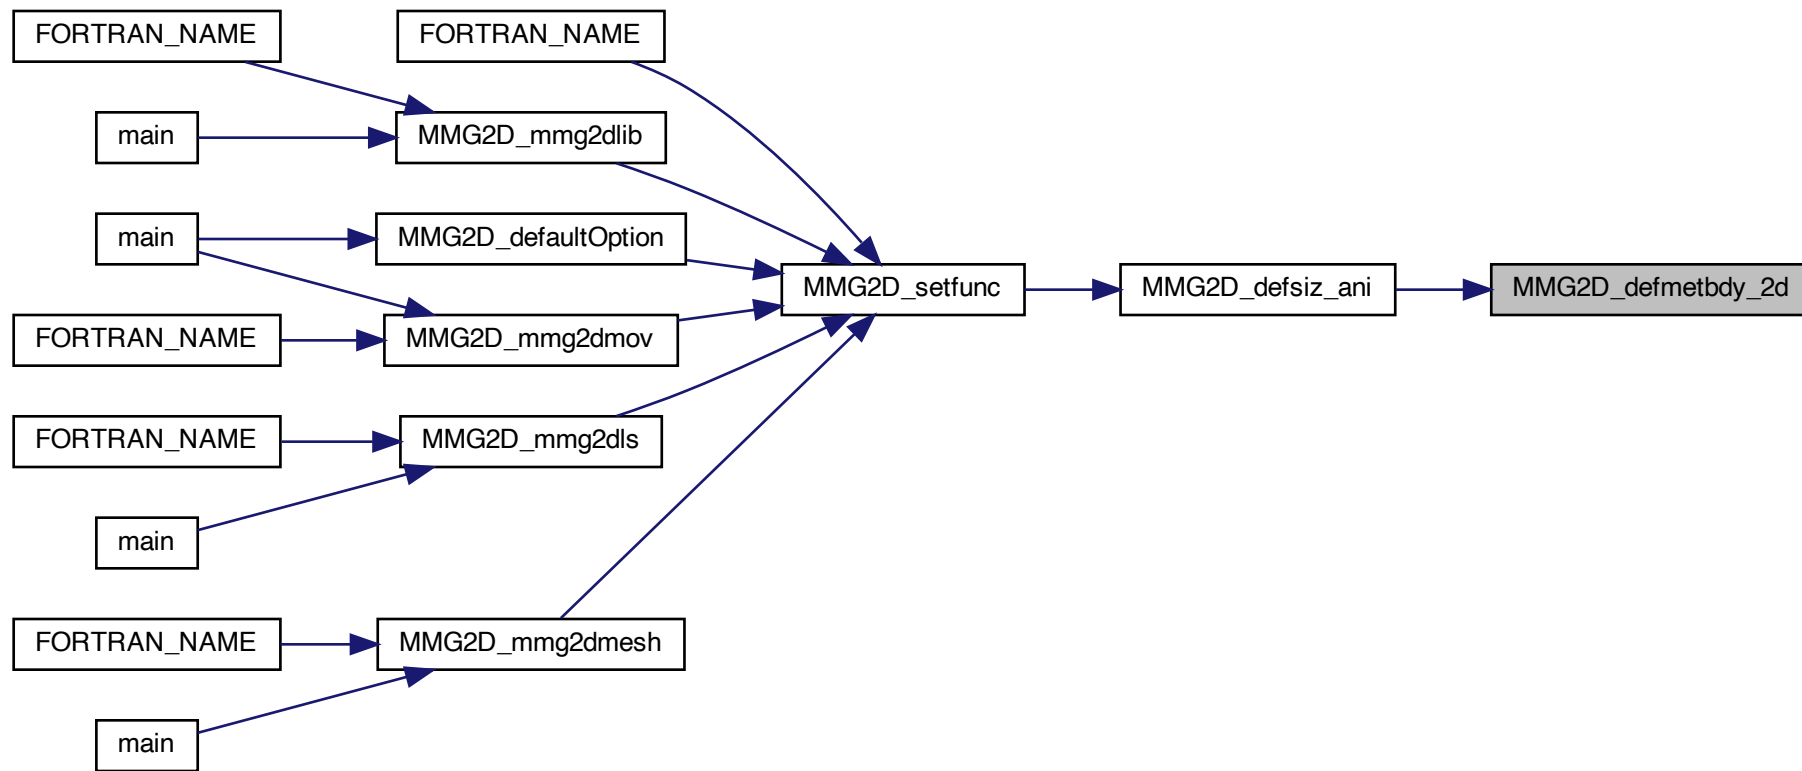 FORTRAN_NAME
FORTRAN_NAME
main
MMG2D_mmg2dlib
main
MMG2D_defaultOption
MMG2D_setfunc
MMG2D_defsiz_ani
MMG2D_defmetbdy_2d
FORTRAN_NAME
MMG2D_mmg2dmov
FORTRAN_NAME
MMG2D_mmg2dls
main
FORTRAN_NAME
MMG2D_mmg2dmesh
main